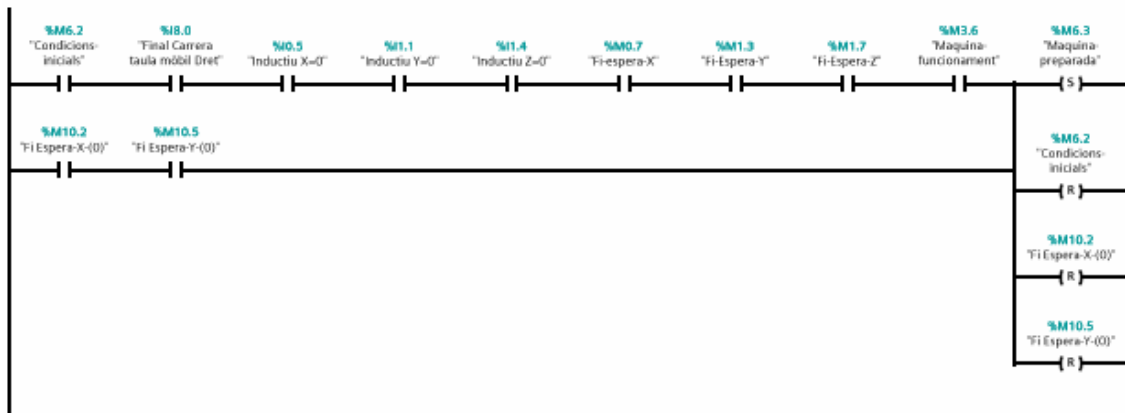 %M6.2
"Condicions-
inicials"
%I8.0
"Final Carrera
taula mòbil Dret"
%I0.5
"Inductiu X=0"
%I1.1
"Inductiu Y=0"
%I1.4
"Inductiu Z=0"
%M0.7
"Fi-espera-X"
%M1.3
"Fi-Espera-Y"
%M1.7
"Fi-Espera-Z"
%M3.6
"Maquina-
funcionament"
%M6.3
"Maquina-
preparada"
S
%M10.2
"Fi Espera-X-(0)"
%M10.5
"Fi Espera-Y-(0)"
%M6.2
"Condicions-
inicials"
R
%M10.2
"Fi Espera-X-(0)"
R
%M10.5
"Fi Espera-Y-(0)"
R